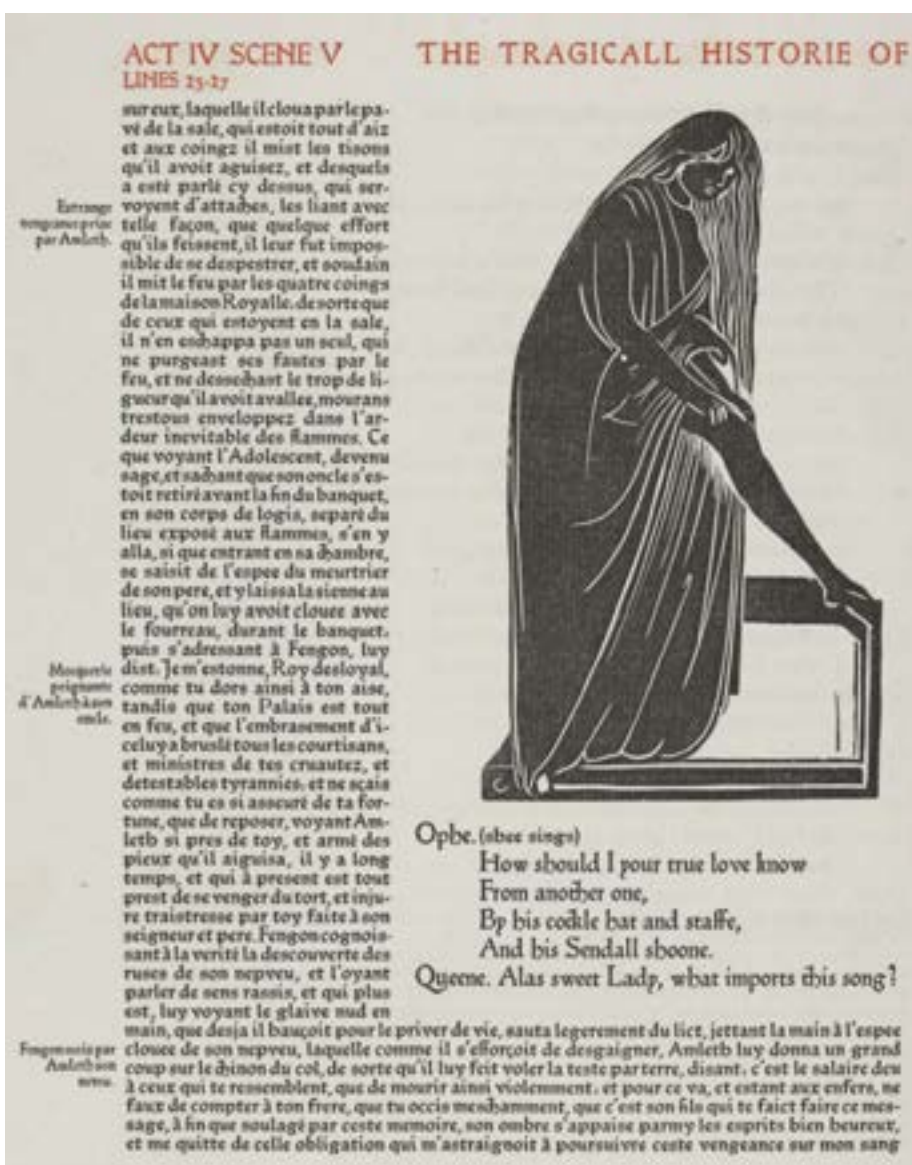 ACT IV SCENE V
LINES 25-27
THE TRAGICALL HISTORIE OF
sur eux, laquelle il cloua par le pa-
vé de la sale, qui estoit tout d'aiz
et aux coingz il mist les tisons
qu'il avoit aguisez, et desquels
a esté parlé cy dessus, qui ser-
voyent d'attaches, les liant avec
telle façon, que quelque effort
qu'ils feissent, il leur fut impos-
sible de se despestrer, et soudain
il mit le feu par les quatre coings
de la maison Royalle. de sorte que
de ceux qui estoyent en la sale,
il n'en eschappa pas un seul, qui
ne purgeast ses fautes par le
feu, et ne dessechast le trop de li-
gueur qu'il avoit avallee, mourans
trestous enveloppez dans l'ar-
deur inevitable des flammes. Ce
que voyant l'Adolescent, devenu
sage, et sachant que son oncle s'es-
toit retiré avant la fin du banquet,
en son corps de logis, separé du
lieu exposé aux flammes, s'en y
alla, si que entrant en sa chambre,
se saisit de l'espee du meurtrier
de son pere, et y laissa la sienne au
lieu, qu'on luy avoit clouee avec
le fourreau, durant le banquet.
puis s'adressant à Fengon, luy
dist. Je m'estonne, Roy desloyal,
comme tu dors ainsi à ton aise,
tandis que ton Palais est tout
en feu, et que l'embrasement d'i-
celuy a bruslé tous les courtisans,
et ministres de tes cruautez, et
detestables tyrannies. et ne sçais
comme tu es si asseuré de ta for-
tune, que de reposer, voyant Am-
leth si pres de toy, et armé des
pieux qu'il aiguisa, il y a long
temps, et qui à present est tout
prest de se venger du tort, et inju-
re traistresse par toy faite à son
seigneur et pere. Fengon cognois-
sant à la verité la descouverte des
ruses de son nepveu, et l'oyant
parler de sens rassis, et qui plus
est, luy voyant le glaive nud en
main, que desja il hauçoit pour le priver de vie, sauta legerement du lict, jettant la main à l'espee
clouee de son nepveu, laquelle comme il s'efforçoit de desgaigner, Amleth luy donna un grand
coup sur le chinon du col, de sorte qu'il luy feit voler la teste par terre, disant. c'est le salaire deu
à ceux qui te ressemblent, que de mourir ainsi violemment. et pour ce va, et estant aux enfers, ne
faux de compter à ton frere, que tu occis meschamment, que c'est son fils qui te faict faire ce mes-
sage, à fin que soulagé par ceste memoire, son ombre s'appaise parmy les esprits bien heureux,
et me quitte de celle obligation qui m'astraignoit à poursuivre ceste vengeance sur mon sang
Estrange
vengeance prise
par Amleth.
Mocquerie
poignante
d'Amleth à son
oncle.
Fengon occis par
Amleth son
neveu.
Ophe. (shee sings)
How should I your true love know
From another one,
By his cockle hat and staffe,
And his Sendall shoone.
Queene. Alas sweet Lady, what imports this song?